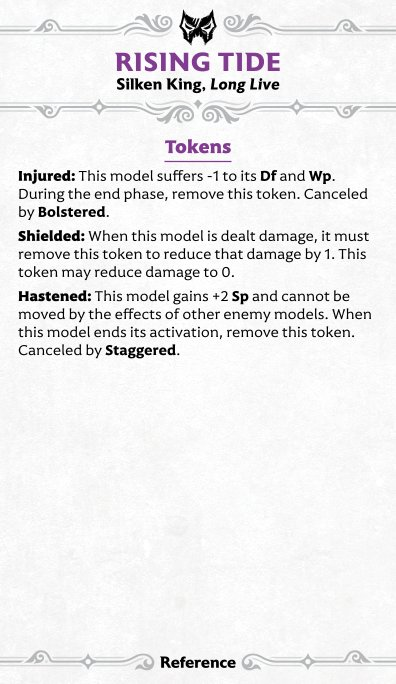 RISING TIDE
Silken King, Long Live
Tokens
Injured: This model suffers -1 to its Df and Wp.
During the end phase, remove this token. Canceled
by Bolstered.
Shielded: When this model is dealt damage, it must
remove this token to reduce that damage by 1. This
token may reduce damage to 0.
Hastened: This model gains +2 Sp and cannot be
moved by the effects of other enemy models. When
this model ends its activation, remove this token.
Canceled by Staggered.
Reference